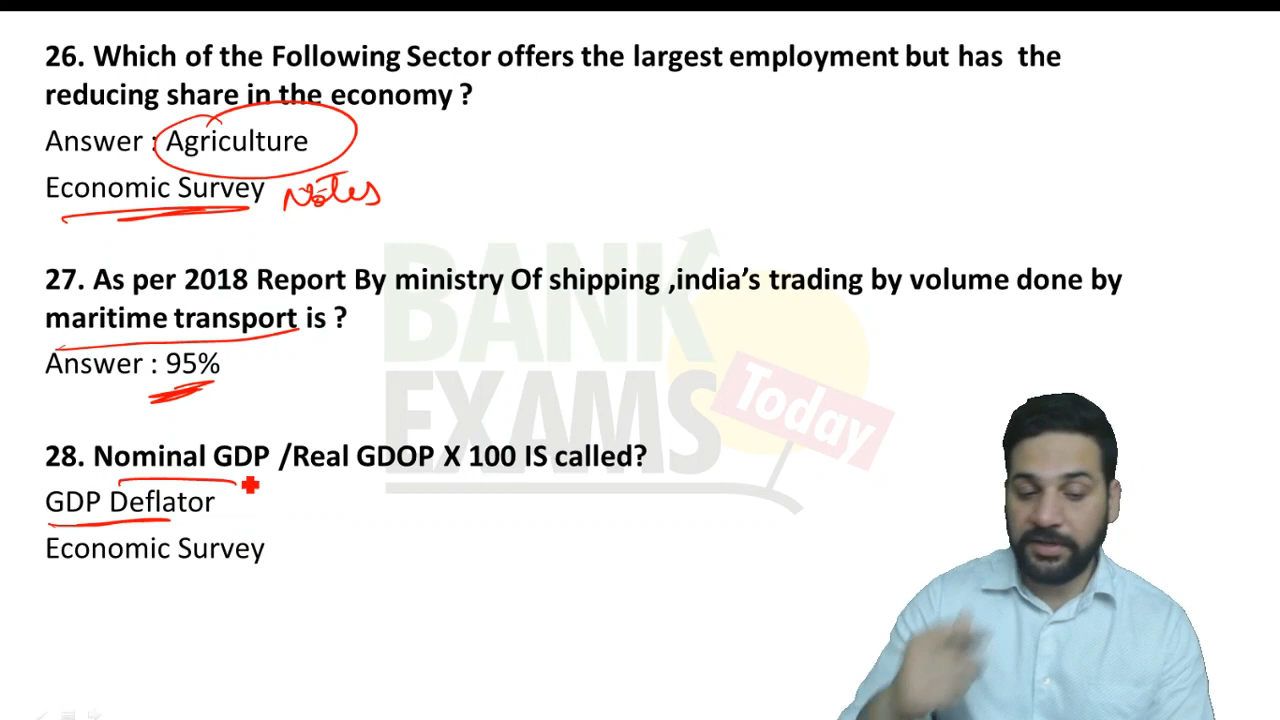 26. Which of the Following Sector offers the largest employment but has the
reducing share in the economy ?
Answer : Agriculture
Economic Survey Notes
27. As per 2018 Report By ministry Of shipping ,india's trading by volume done by
maritime transport is ?
Answer : 95%
28. Nominal GDP /Real GDOP X 100 IS called?
GDP Deflator
Economic Survey
BANK
EXAMS
Today